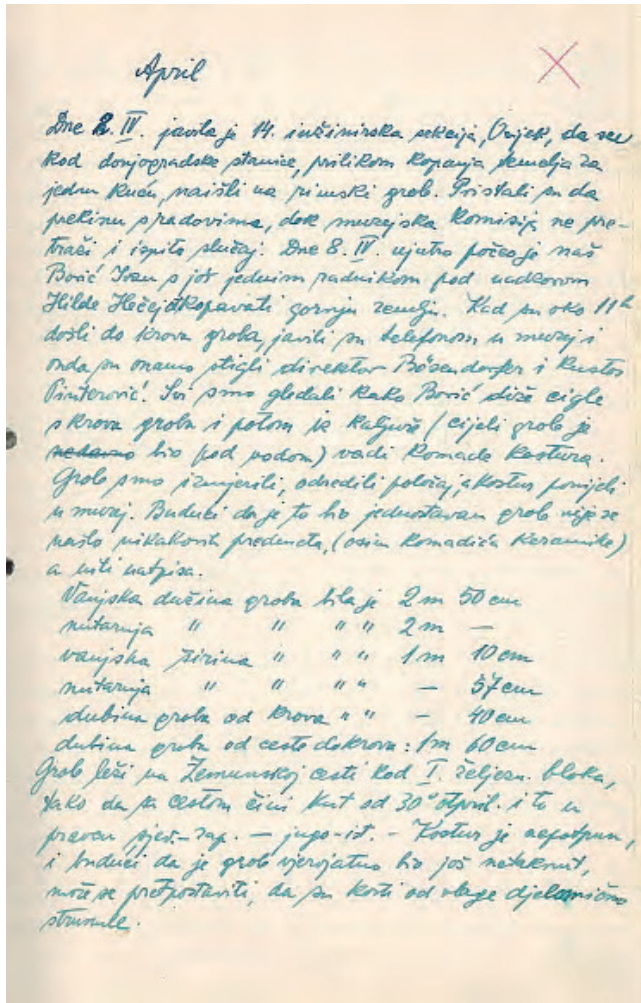 April
Dne 8. IV. javila je 14. inžinirska sekcija, Osijek, da su
kod donjogradske stanice, prilikom kopanja temelja za
jednu kuću, naišli na rimski grob. Pristali su da
prekinu s radovima, dok muzejska komisija ne pre-
traži i ispita slučaj. Dne 8. IV. ujutro počeo je naš
Borić Ivan s još jednim radnikom pod nadzorom
Hilde Hečej otkopavati gornju zemlju. Kad su oko 11h
došli do krova groba, javili su telefonom u muzej i
onda su onamo stigli direktor Bösendorfer i kustos
Pinterović. Svi smo gledali kako Borić diže cigle
s krova groba i potom iz kaljuže (cijeli grob je
nedavno bio pod vodom) vadi komade kostura.
Grob smo izmjerili, odredili položaj, a kostur ponijeli
u muzej. Budući da je to bio jednostavan grob nije se
našlo nikakovih predmeta, (osim komadića keramike)
a niti natpisa.
Vanjska dužina groba bila je 2 m 50 cm
nutarnja " " " " 2 m —
vanjska širina " " " 1 m 10 cm
nutarnja " " " " — 57 cm
dubina groba od krova " " — 40 cm
dubina groba od ceste do krova: 1m 60 cm
Grob leži na Zemunskoj cesti kod I. željezn. bloka,
tako da sa cestom čini kut od 30° otpril. i to u
pravcu sjev.-zap. — jugo-ist. - Kostur je nepotpun,
i budući da je grob vjerojatno bio još netaknut,
može se pretpostaviti, da su kosti od vlage djelomično
strunule.